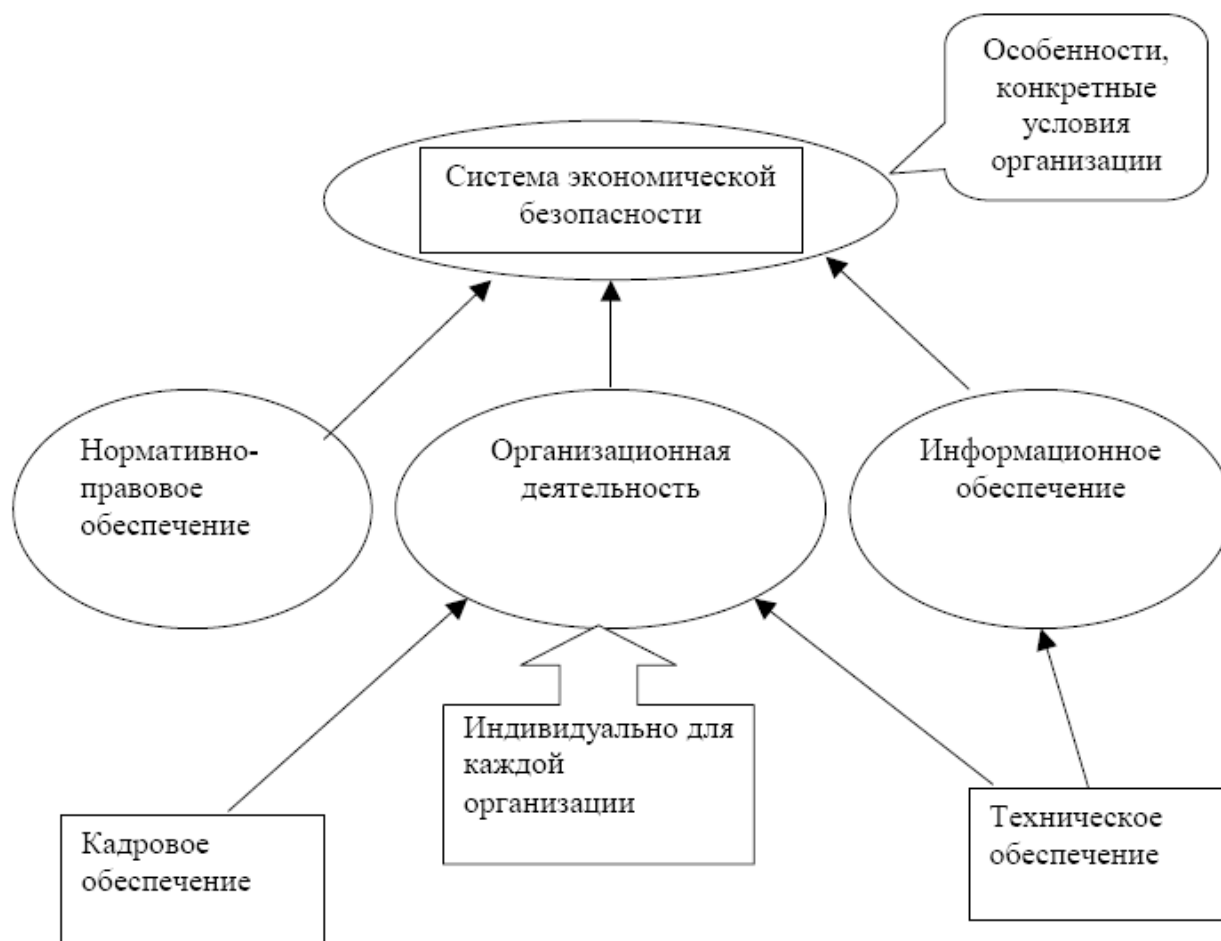 Особенности,
конкретные
условия
организации
Система экономической
безопасности
Нормативно-
правовое
обеспечение
Организационная
деятельность
Информационное
обеспечение
Индивидуально для
каждой
организации
Кадровое
обеспечение
Техническое
обеспечение